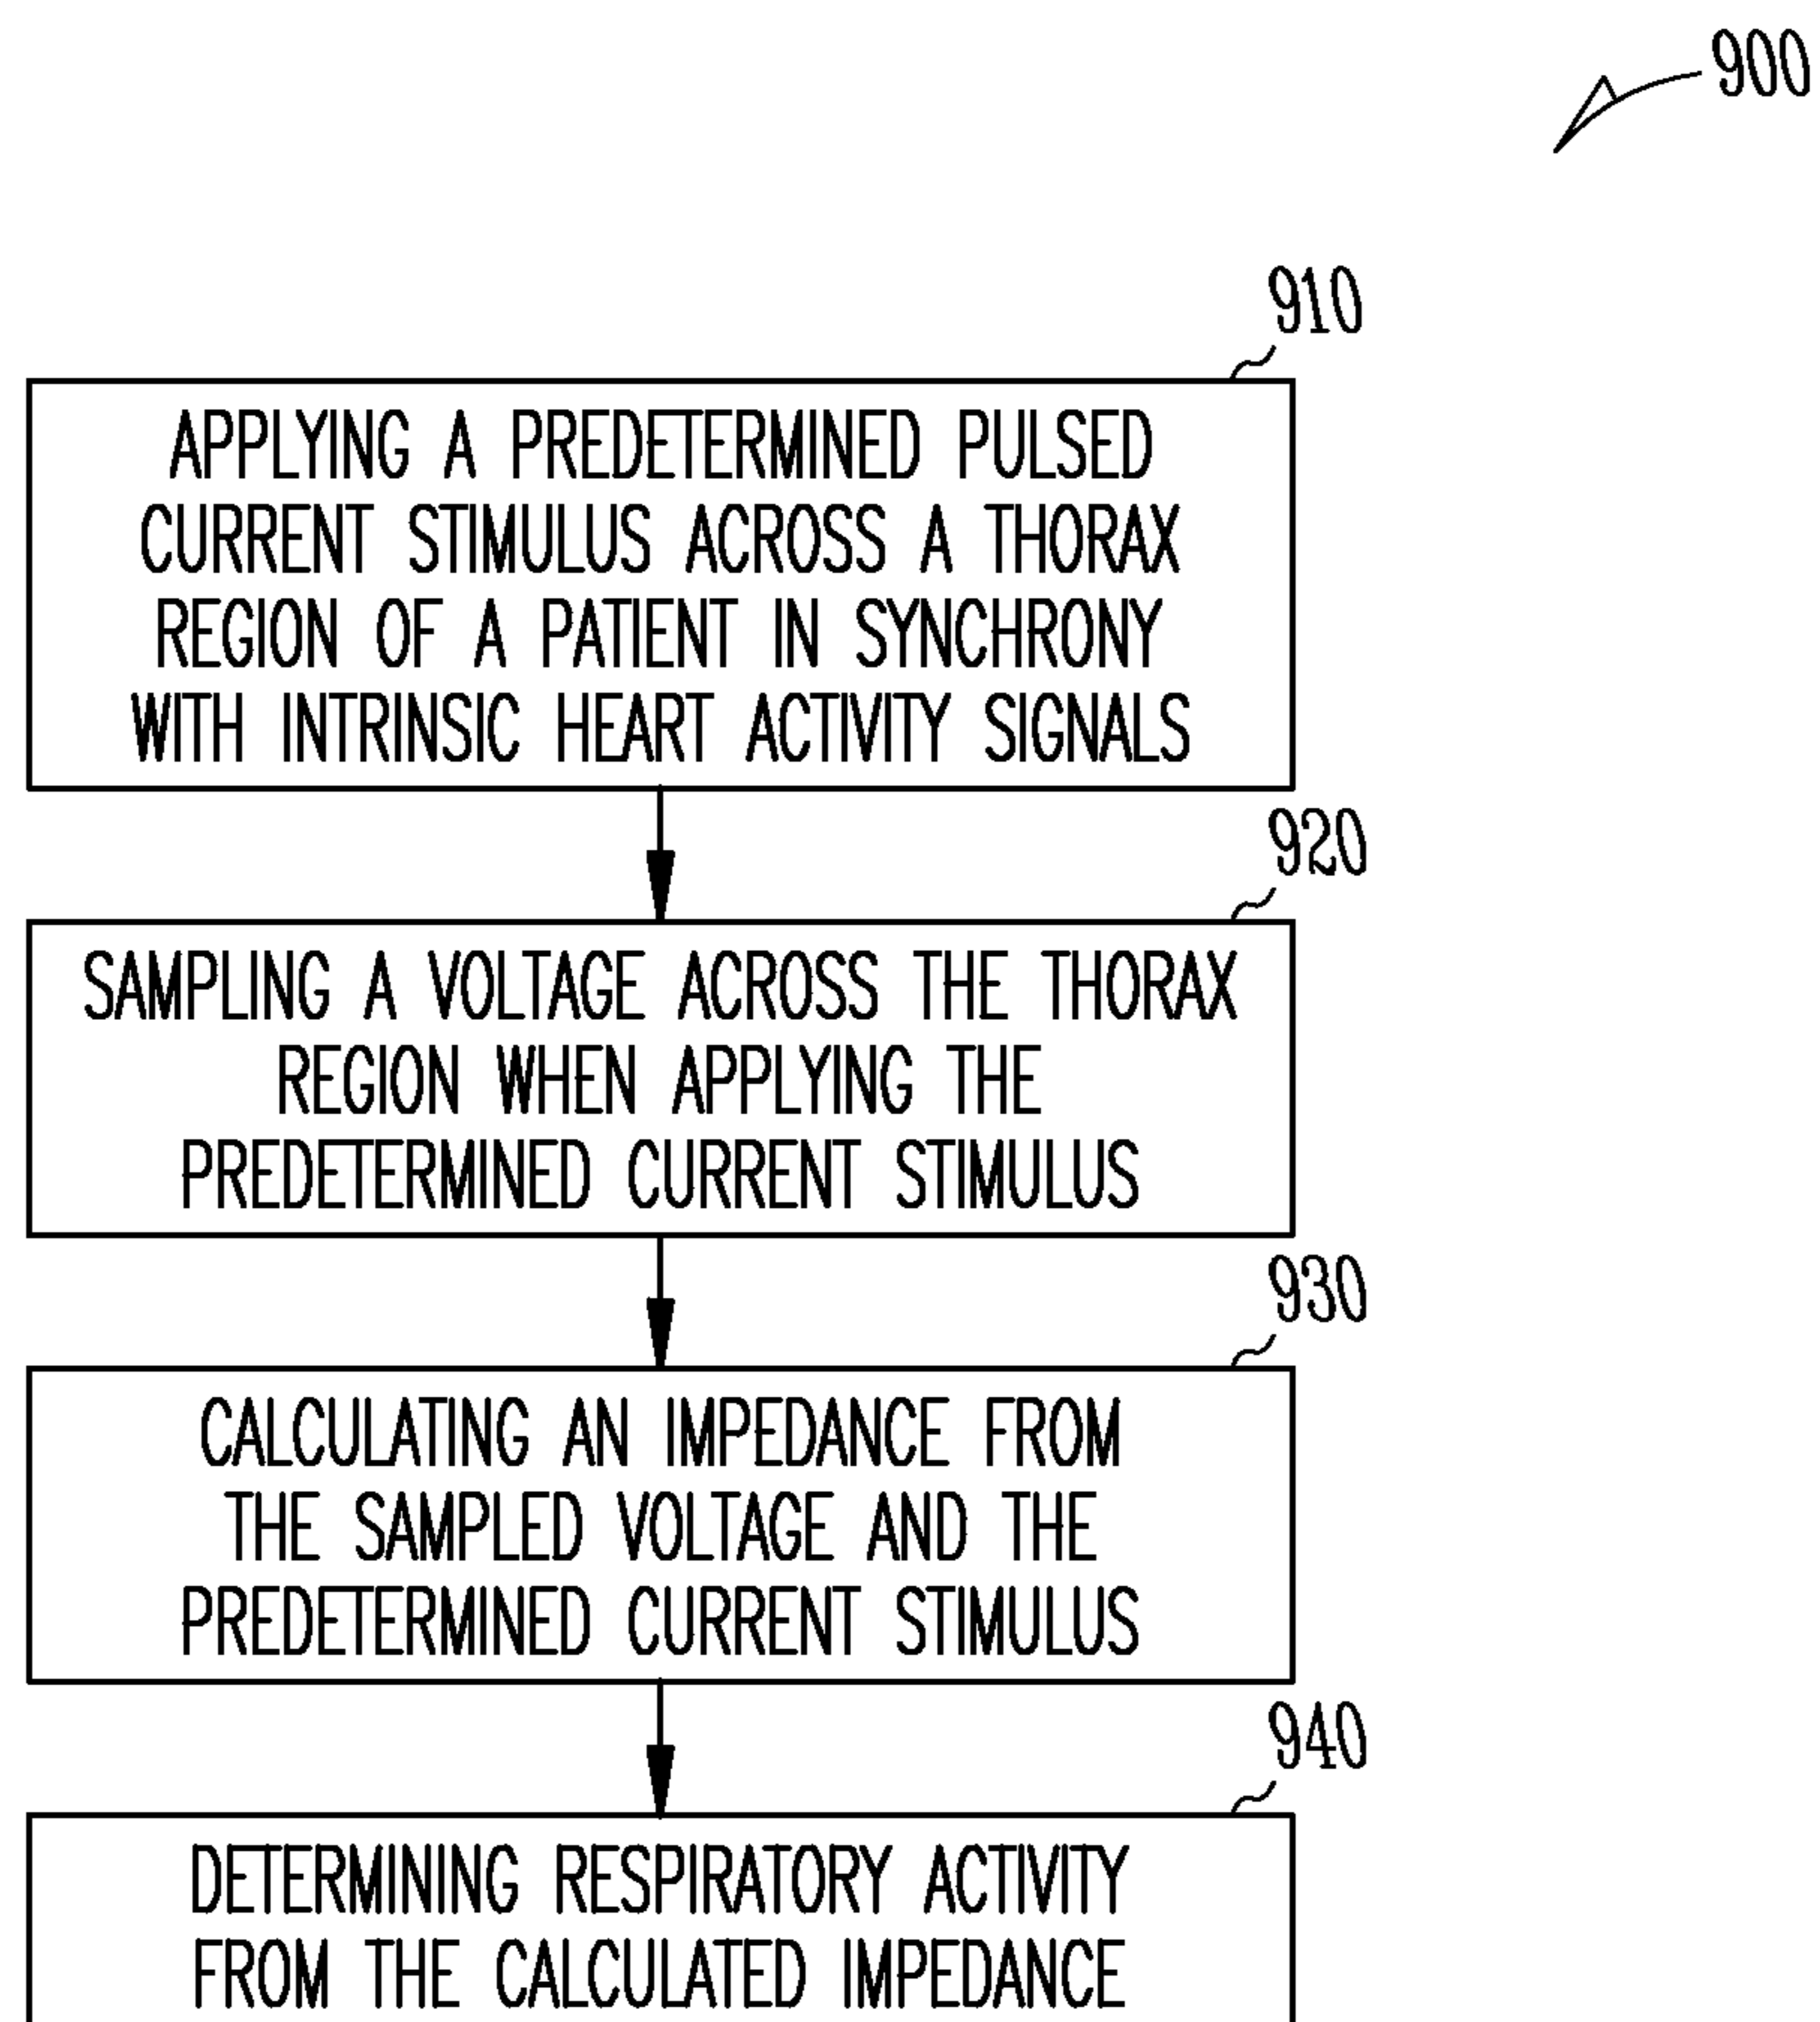 900
910
APPLYING A PREDETERMINED PULSED
CURRENT STIMULUS ACROSS A THORAX
REGION OF A PATIENT IN SYNCHRONY
WITH INTRINSIC HEART ACTIVITY SIGNALS
920
SAMPLING A VOLTAGE ACROSS THE THORAX
REGION WHEN APPLYING THE
PREDETERMINED CURRENT STIMULUS
930
CALCULATING AN IMPEDANCE FROM
THE SAMPLED VOLTAGE AND THE
PREDETERMINED CURRENT STIMULUS
940
DETERMINING RESPIRATORY ACTIVITY
FROM THE CALCULATED IMPEDANCE